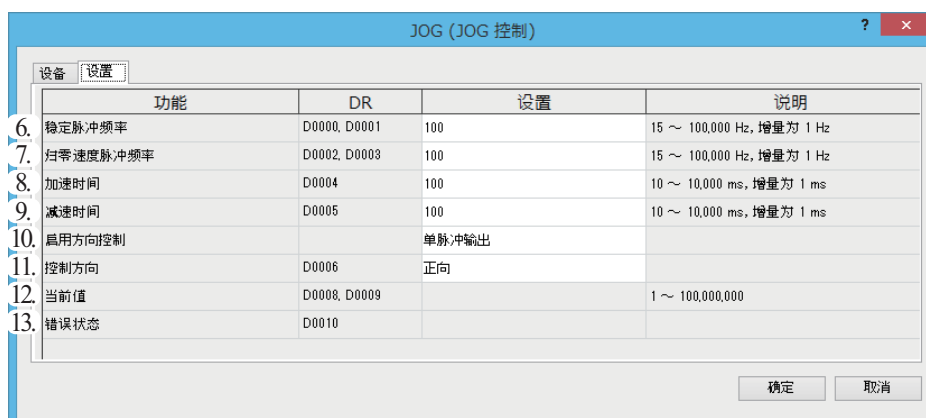 JOG (JOG 控制)
? ×
设备 设置
功能 DR 设置 说明
6. 稳定脉冲频率 D0000, D0001 100 15 ～ 100,000 Hz, 增量为 1 Hz
7. 归零速度脉冲频率 D0002, D0003 100 15 ～ 100,000 Hz, 增量为 1 Hz
8. 加速时间 D0004 100 10 ～ 10,000 ms, 增量为 1 ms
9. 减速时间 D0005 100 10 ～ 10,000 ms, 增量为 1 ms
10. 启用方向控制 单脉冲输出
11. 控制方向 D0006 正向
12. 当前值 D0008, D0009 1 ～ 100,000,000
13. 错误状态 D0010
确定 取消